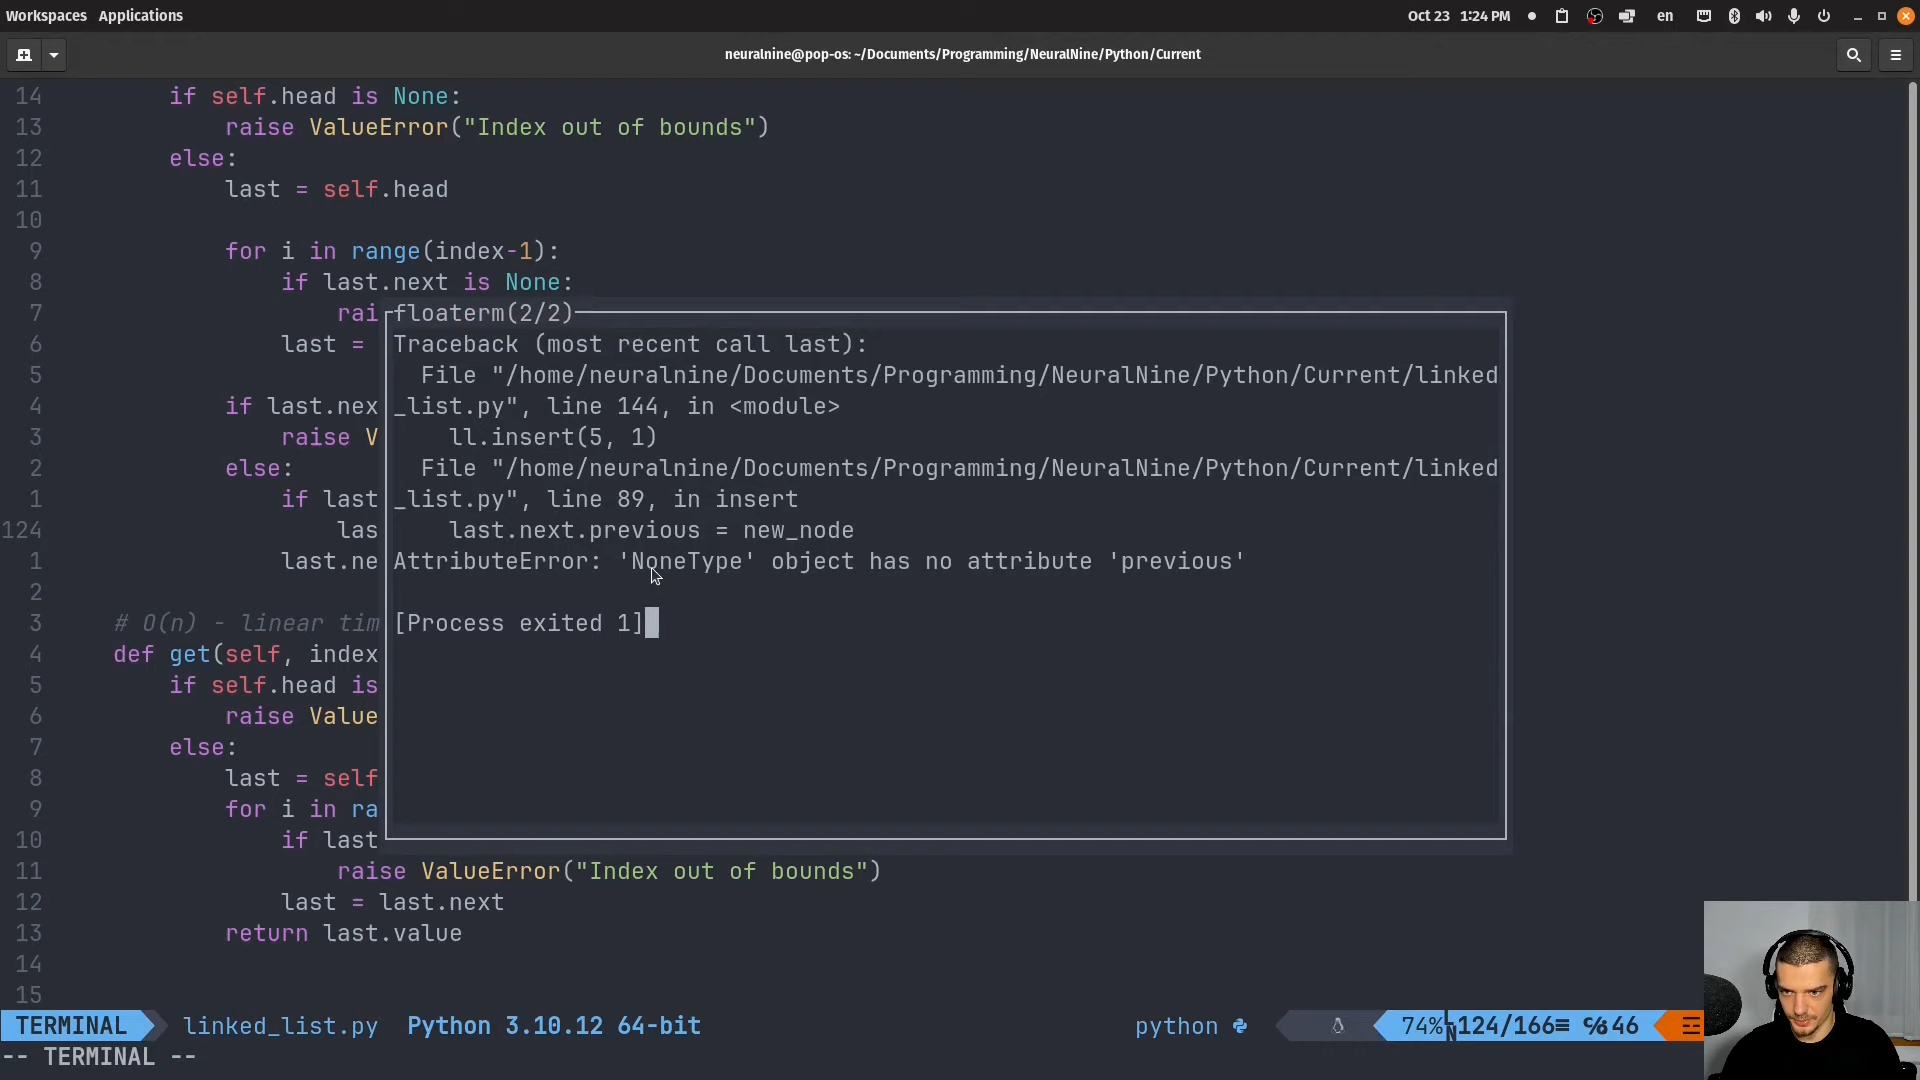 Workspaces Applications
Oct 23 1:24 PM
en
neuralnine@pop-os: ~/Documents/Programming/NeuralNine/Python/Current
14 if self.head is None:
13 raise ValueError("Index out of bounds")
12 else:
11 last = self.head
10
9 for i in range(index-1):
8 if last.next is None:
7 rai
floaterm(2/2)
6 last =
Traceback (most recent call last):
5
File "/home/neuralnine/Documents/Programming/NeuralNine/Python/Current/linked
4 if last.nex
_list.py", line 144, in <module>
3 raise V
ll.insert(5, 1)
2 else:
File "/home/neuralnine/Documents/Programming/NeuralNine/Python/Current/linked
1 if last
_list.py", line 89, in insert
124 las
last.next.previous = new_node
1 last.ne
AttributeError: 'NoneType' object has no attribute 'previous'
2
3 # O(n) - linear tim
[Process exited 1]
4 def get(self, index
5 if self.head is
6 raise Value
7 else:
8 last = self
9 for i in ra
10 if last
11 raise ValueError("Index out of bounds")
12 last = last.next
13 return last.value
14
15
TERMINAL linked_list.py Python 3.10.12 64-bit
python 74% 124/166 46
-- TERMINAL --